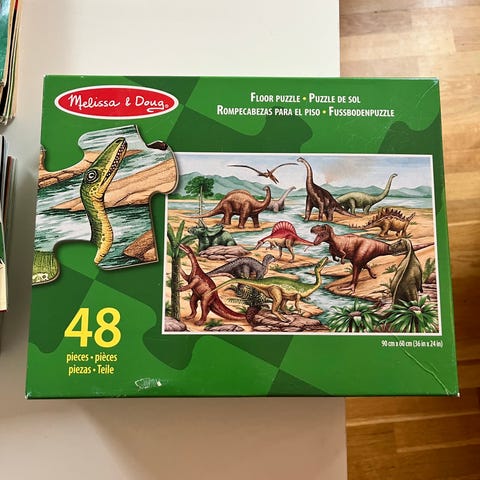 Melissa & Doug®
FLOOR PUZZLE • PUZZLE DE SOL
ROMPECABEZAS PARA EL PISO • FUSSBODENPUZZLE
48
pieces • pièces
piezas • Teile
90 cm x 60 cm (36 in x 24 in)